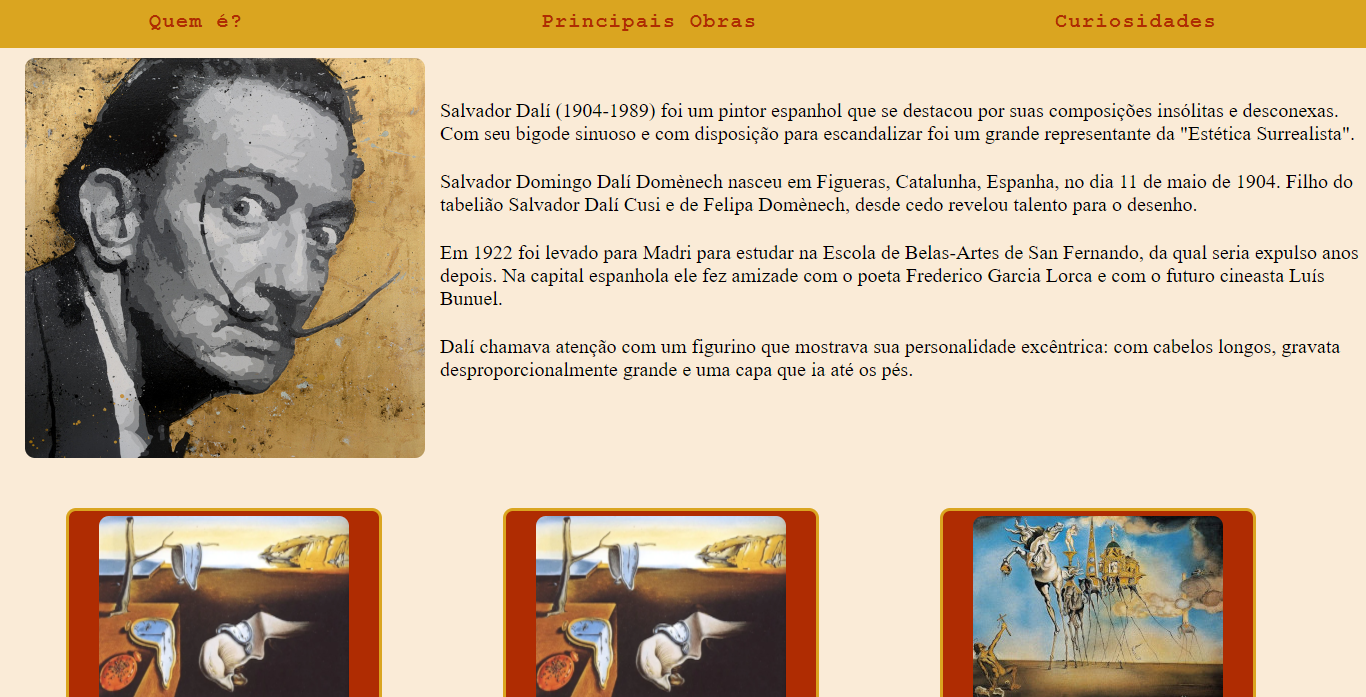 Quem é?
Principais Obras
Curiosidades
Salvador Dalí (1904-1989) foi um pintor espanhol que se destacou por suas composições insólitas e desconexas.
Com seu bigode sinuoso e com disposição para escandalizar foi um grande representante da "Estética Surrealista".
Salvador Domingo Dalí Domènech nasceu em Figueras, Catalunha, Espanha, no dia 11 de maio de 1904. Filho do
tabelião Salvador Dalí Cusi e de Felipa Domènech, desde cedo revelou talento para o desenho.
Em 1922 foi levado para Madri para estudar na Escola de Belas-Artes de San Fernando, da qual seria expulso anos
depois. Na capital espanhola ele fez amizade com o poeta Frederico Garcia Lorca e com o futuro cineasta Luís
Bunuel.
Dalí chamava atenção com um figurino que mostrava sua personalidade excêntrica: com cabelos longos, gravata
desproporcionalmente grande e uma capa que ia até os pés.